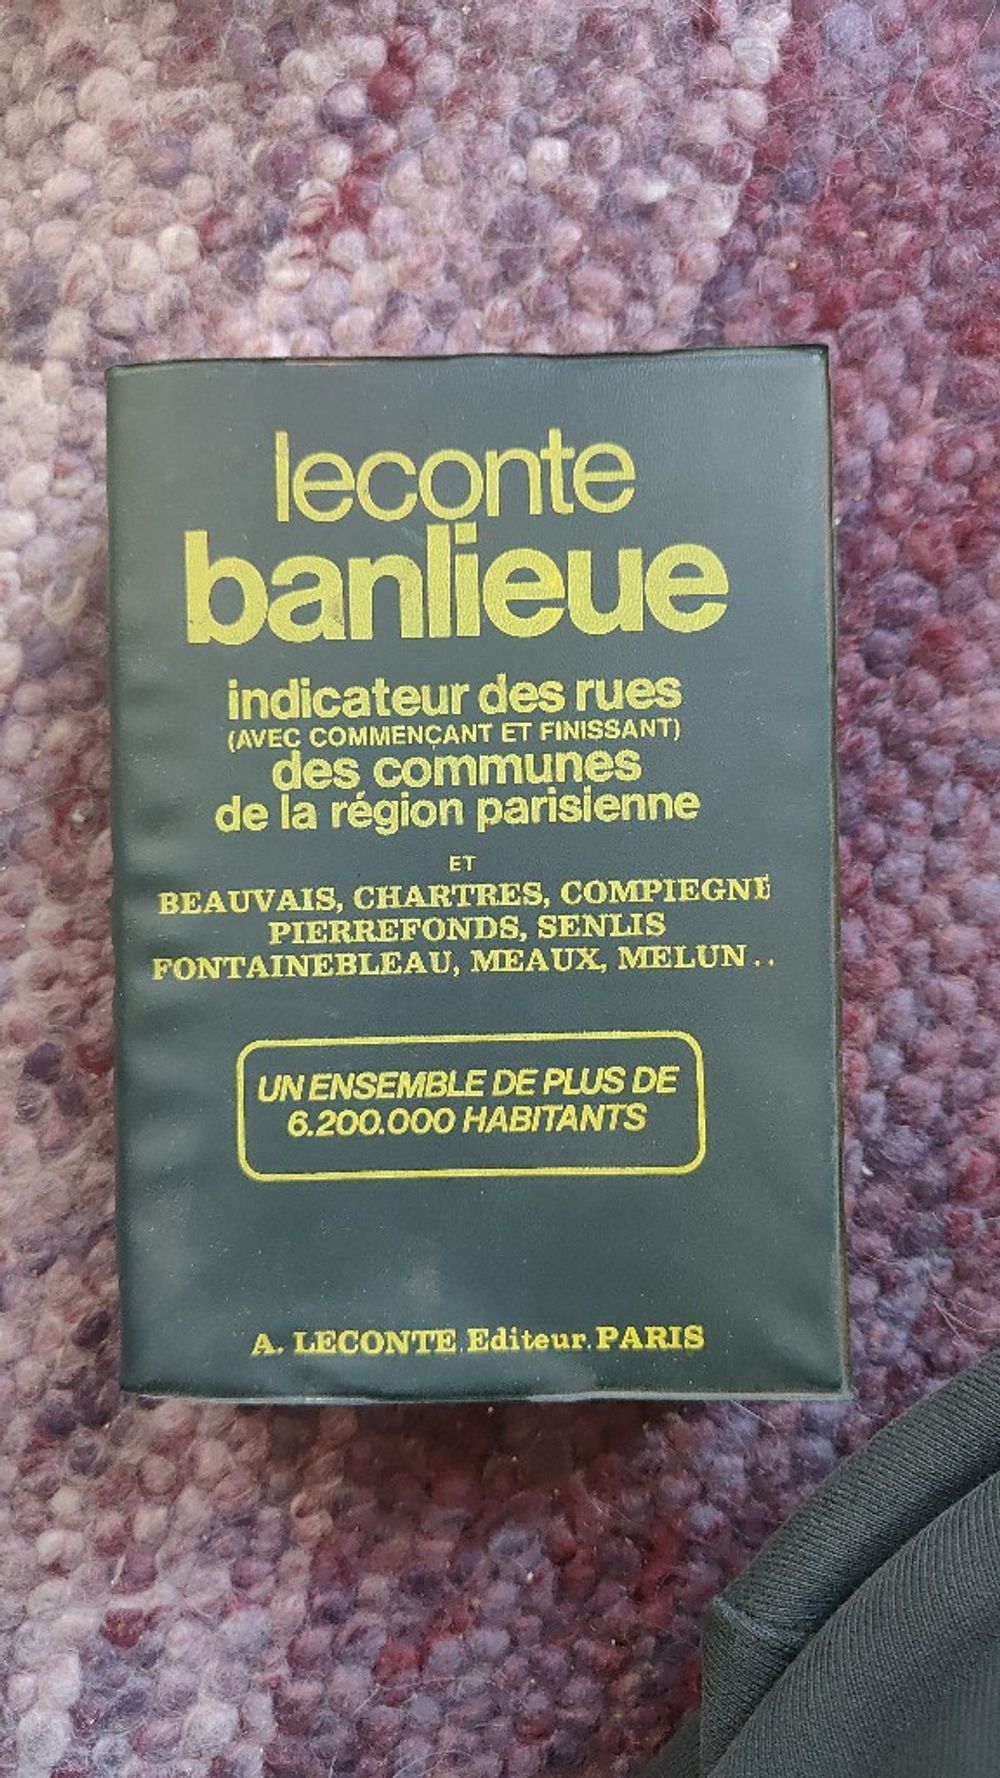 leconte
banlieue
indicateur des rues
(AVEC COMMENÇANT ET FINISSANT)
des communes
de la région parisienne
ET
BEAUVAIS, CHARTRES, COMPIEGNE
PIERREFONDS, SENLIS
FONTAINEBLEAU, MEAUX, MELUN..
UN ENSEMBLE DE PLUS DE
6.200.000 HABITANTS
A. LECONTE.Editeur.PARIS